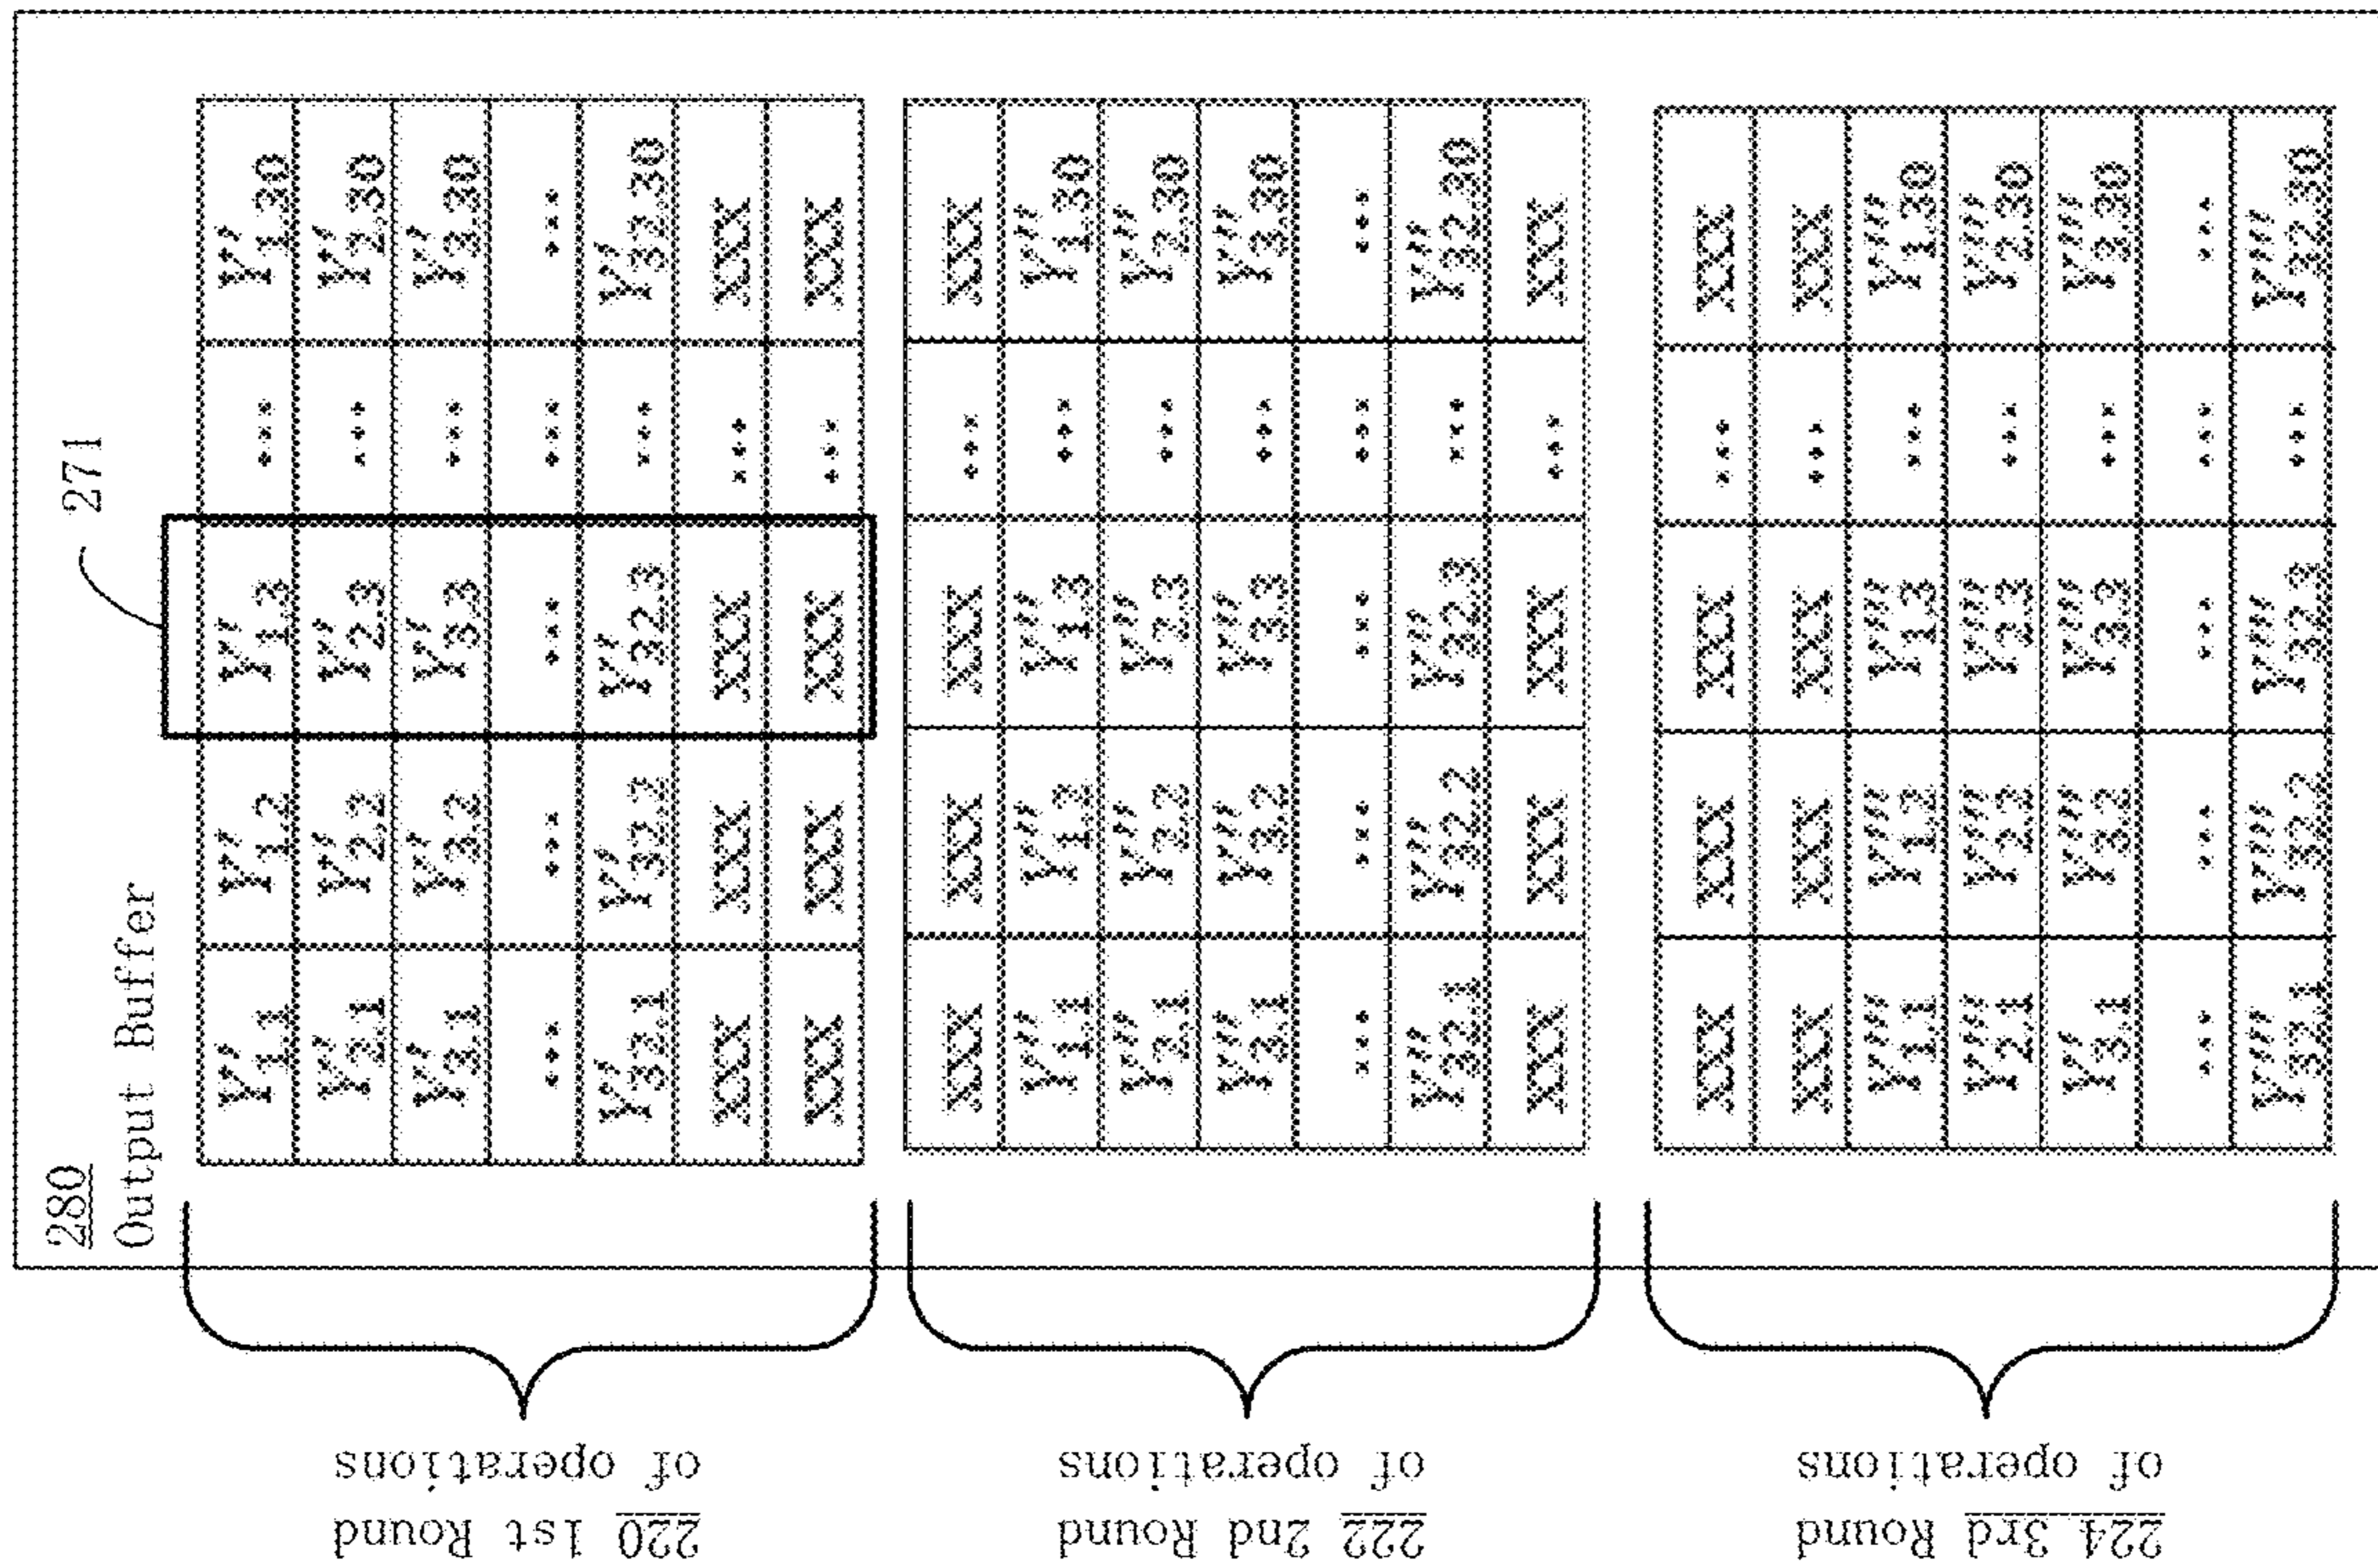 280
Output Buffer
271
220 1st Round
of operations
Y'1.1 Y'1.2 Y'1.3 ... Y'1.30
Y'2.1 Y'2.2 Y'2.3 ... Y'2.30
Y'3.1 Y'3.2 Y'3.3 ... Y'3.30
... ... ... ... ...
Y'32.1 Y'32.2 Y'32.3 ... Y'32.30
XXX XXX XXX ... XXX
XXX XXX XXX ... XXX
222 2nd Round
of operations
XXX XXX XXX ... XXX
Y''1.1 Y''1.2 Y''1.3 ... Y''1.30
Y''2.1 Y''2.2 Y''2.3 ... Y''2.30
Y''3.1 Y''3.2 Y''3.3 ... Y''3.30
... ... ... ... ...
Y''32.1 Y''32.2 Y''32.3 ... Y''32.30
XXX XXX XXX ... XXX
224 3rd Round
of operations
XXX XXX XXX ... XXX
XXX XXX XXX ... XXX
Y'''1.1 Y'''1.2 Y'''1.3 ... Y'''1.30
Y'''2.1 Y'''2.2 Y'''2.3 ... Y'''2.30
Y'3.1 Y'''3.2 Y'''3.3 ... Y'''3.30
... ... ... ... ...
Y'''32.1 Y'''32.2 Y'''32.3 ... Y'''32.30